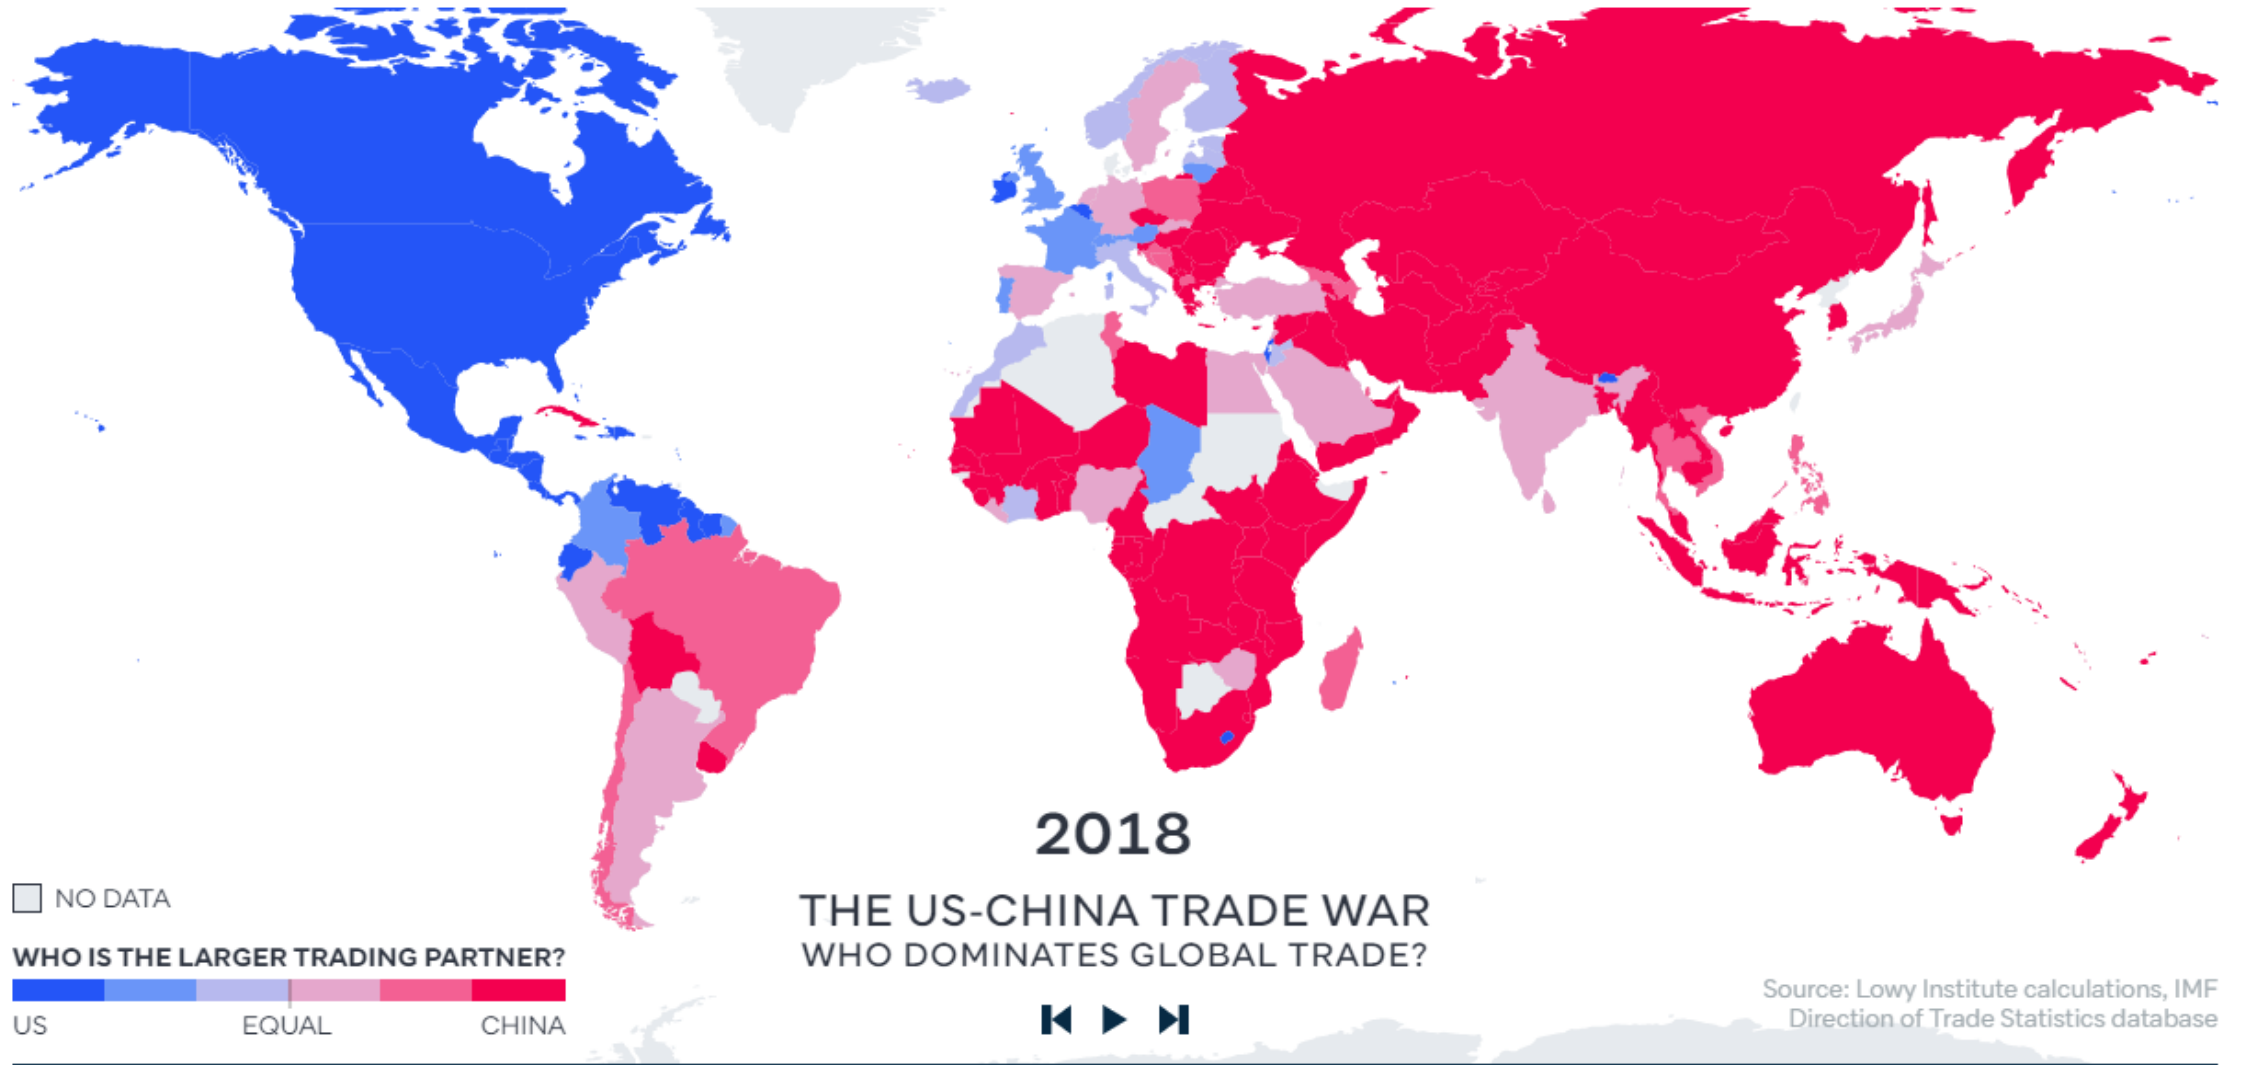 2018
THE US-CHINA TRADE WAR
WHO DOMINATES GLOBAL TRADE?
NO DATA
WHO IS THE LARGER TRADING PARTNER?
US EQUAL CHINA
Source: Lowy Institute calculations, IMF
Direction of Trade Statistics database